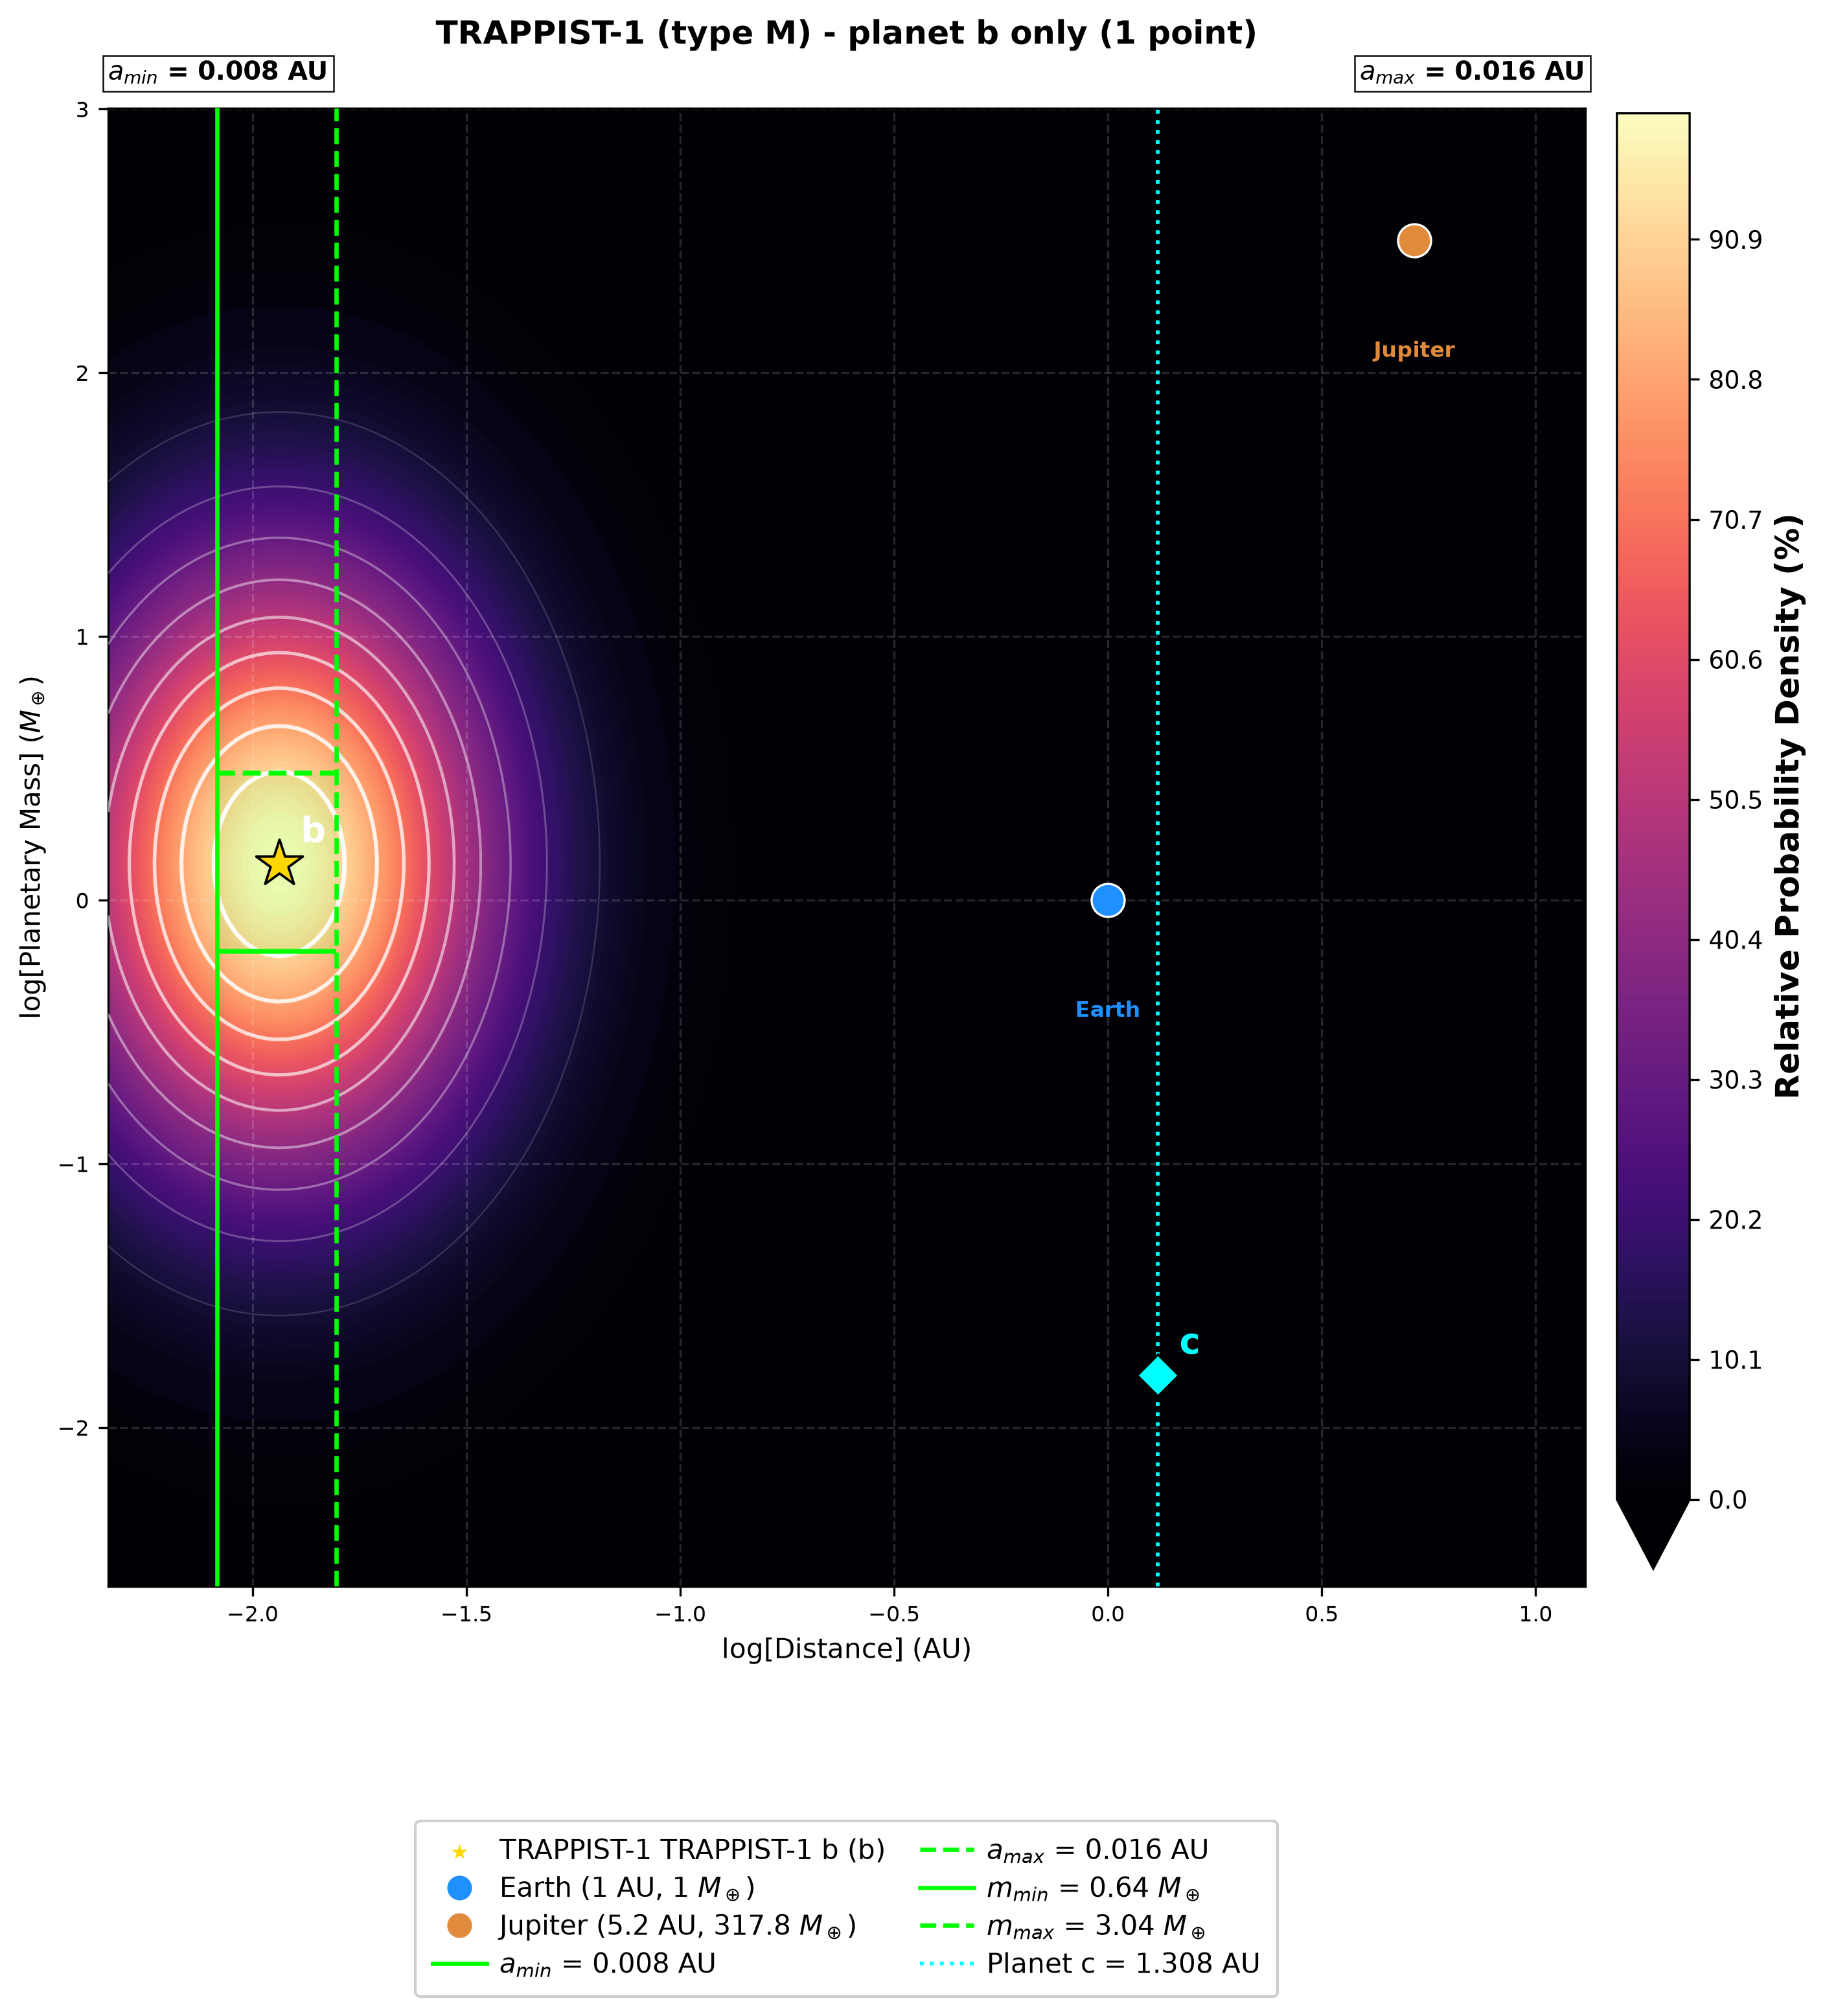 TRAPPIST-1 (type M) - planet b only (1 point)
a_min = 0.008 AU
a_max = 0.016 AU
3
2
1
0
−1
−2
log[Planetary Mass] (M⊕)
b
Jupiter
Earth
c
−2.0
−1.5
−1.0
−0.5
0.0
0.5
1.0
log[Distance] (AU)
90.9
80.8
70.7
60.6
50.5
40.4
30.3
20.2
10.1
0.0
Relative Probability Density (%)
TRAPPIST-1 TRAPPIST-1 b (b)
Earth (1 AU, 1 M⊕)
Jupiter (5.2 AU, 317.8 M⊕)
a_min = 0.008 AU
a_max = 0.016 AU
m_min = 0.64 M⊕
m_max = 3.04 M⊕
Planet c = 1.308 AU